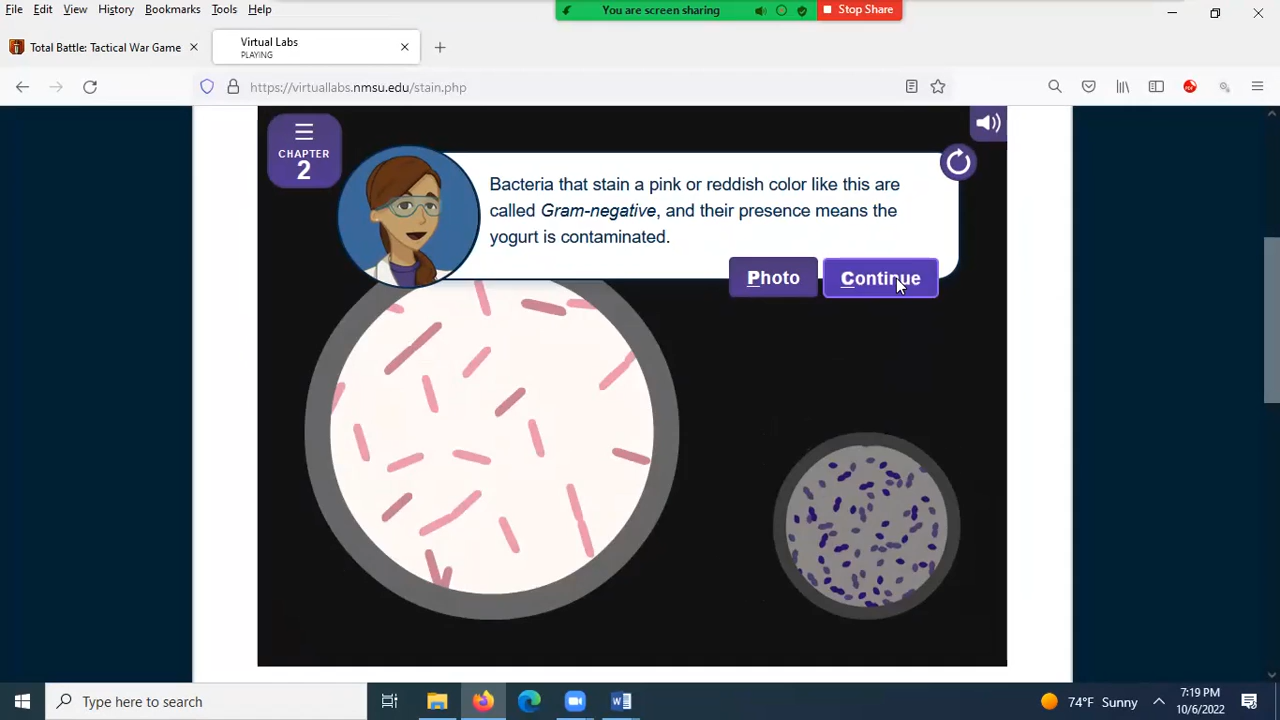 File Edit View History Bookmarks Tools Help
You are screen sharing
Stop Share
Total Battle: Tactical War Game
Virtual Labs
PLAYING
https://virtuallabs.nmsu.edu/stain.php
CHAPTER
2
Bacteria that stain a pink or reddish color like this are
called Gram-negative, and their presence means the
yogurt is contaminated.
Photo
Continue
Type here to search
74°F Sunny
7:19 PM
10/6/2022